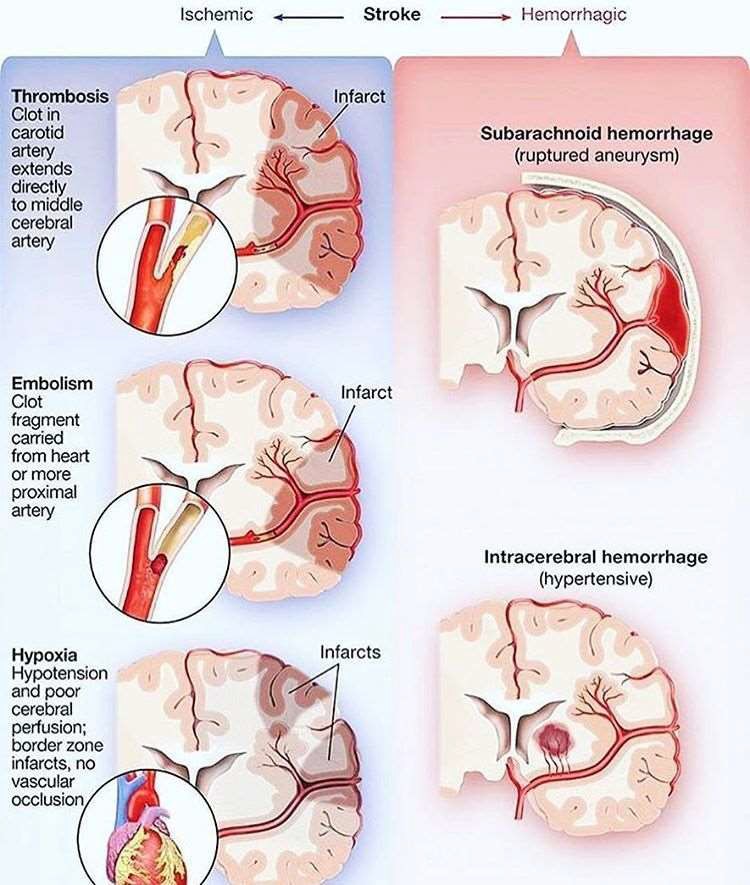 Ischemic Stroke Hemorrhagic
Thrombosis
Clot in
carotid
artery
extends
directly
to middle
cerebral
artery
Infarct
Embolism
Clot
fragment
carried
from heart
or more
proximal
artery
Infarct
Hypoxia
Hypotension
and poor
cerebral
perfusion;
border zone
infarcts, no
vascular
occlusion
Infarcts
Subarachnoid hemorrhage
(ruptured aneurysm)
Intracerebral hemorrhage
(hypertensive)